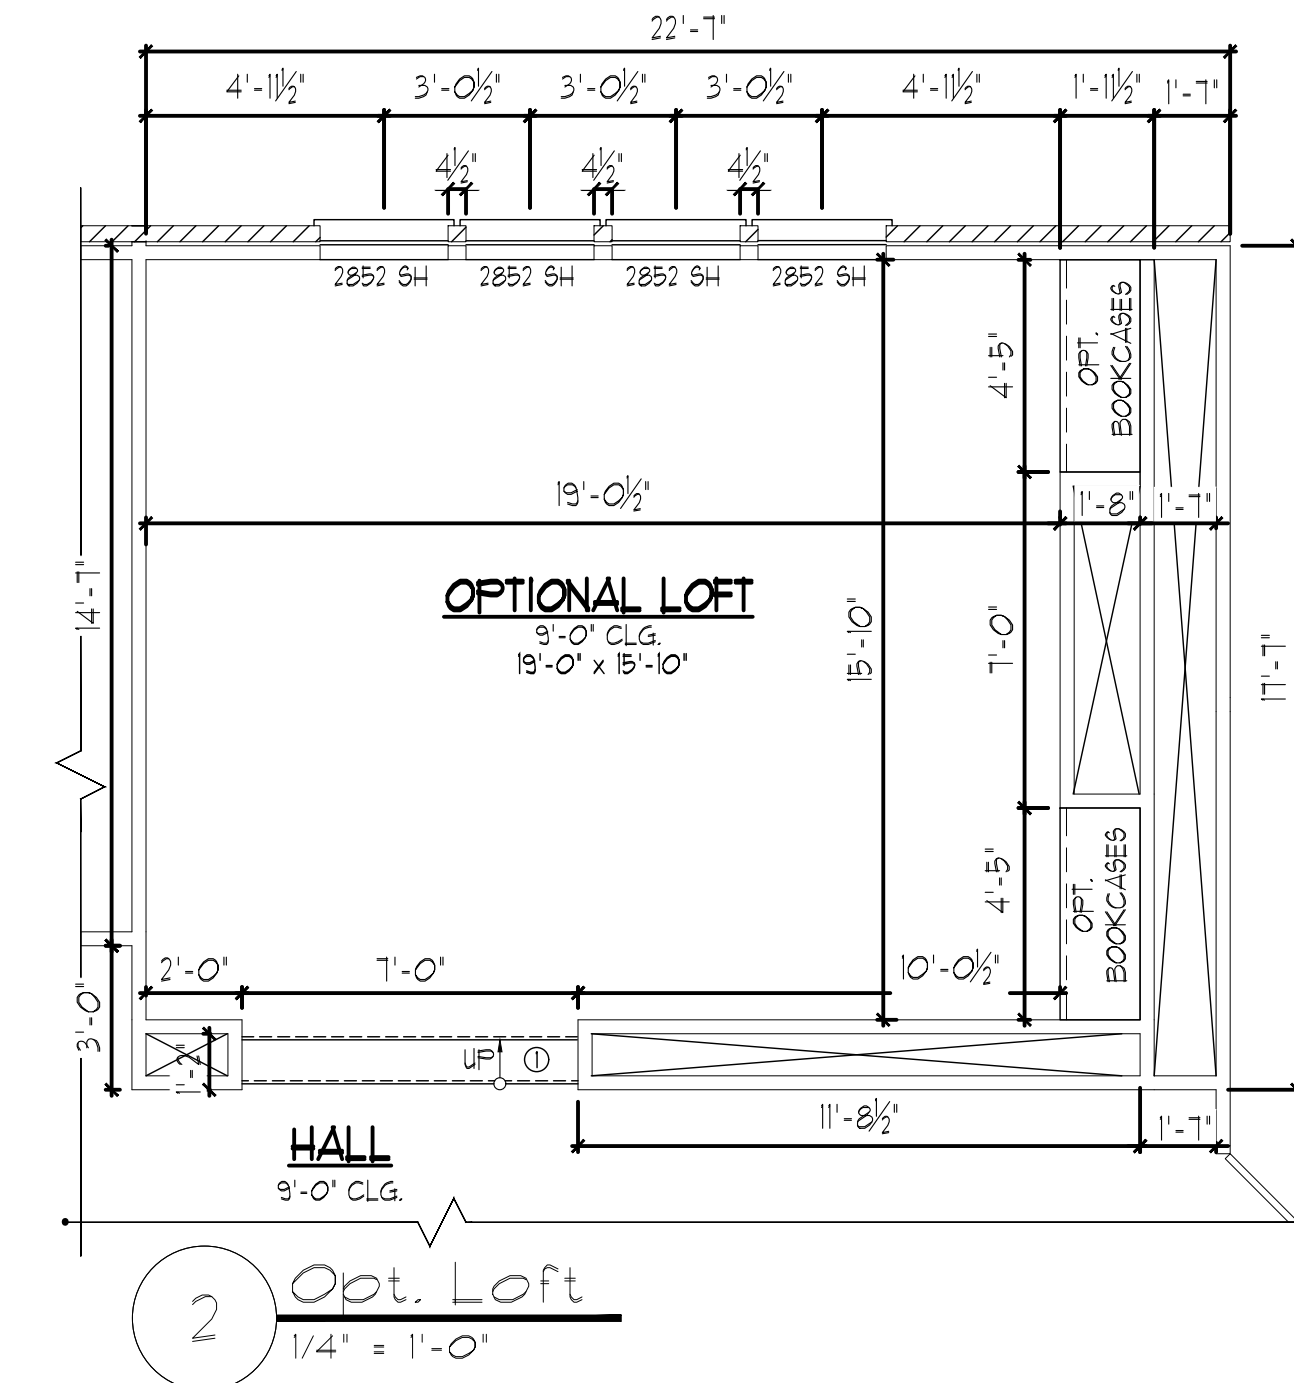 22'-7"
4'-11½" 3'-0½" 3'-0½" 3'-0½" 4'-11½" 1'-11½" 1'-7"
4½" 4½" 4½"
2852 SH 2852 SH 2852 SH 2852 SH
4'-5"
OPT.
BOOKCASES
19'-0½" 1'-8" 1'-7"
14'-7"
OPTIONAL LOFT
9'-0" CLG.
19'-0" x 15'-10"
15'-10"
7'-0"
17'-7"
4'-5"
OPT.
BOOKCASES
2'-0" 7'-0" 10'-0½"
3'-0"
1'-2"
UP 1
11'-8½" 1'-7"
HALL
9'-0" CLG.
2
Opt. Loft
1/4" = 1'-0"